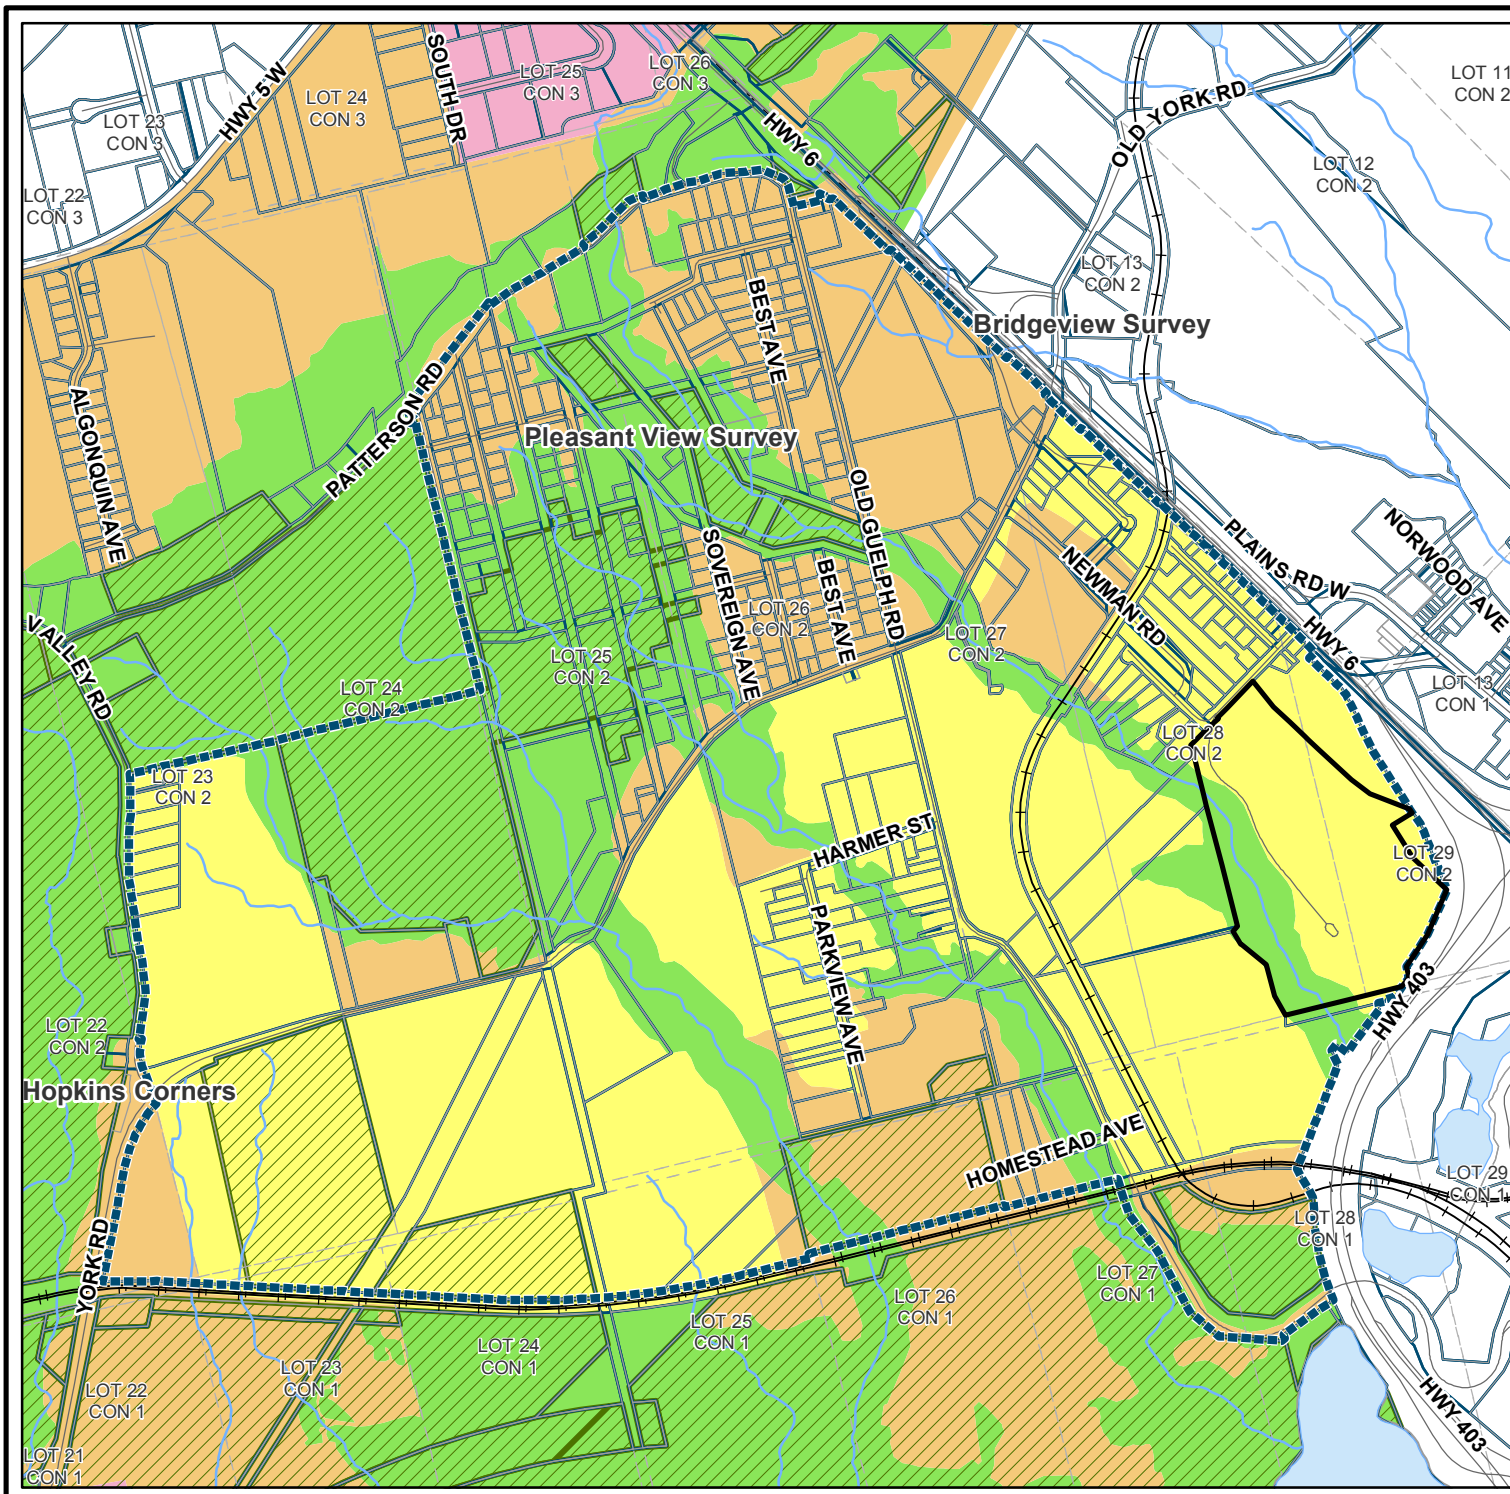 SOUTH DR
LOT 25
CON 3
LOT 26
CON 3
LOT 11
CON 2
HWY 5 W
LOT 24
CON 3
LOT 23
CON 3
HWY 6
OLD YORK RD
LOT 12
CON 2
LOT 22
CON 3
LOT 13
CON 2
BEST AVE
Bridgeview Survey
ALGONQUIN AVE
PATTERSON RD
Pleasant View Survey
OLD GUELPH RD
SOVEREIGN AVE
BEST AVE
NEWMAN RD
PLAINS RD W
NORWOOD AVE
HWY 6
VALLEY RD
LOT 26
CON 2
LOT 27
CON 2
LOT 25
CON 2
LOT 24
CON 2
LOT 13
CON 1
LOT 28
CON 2
LOT 23
CON 2
HARMER ST
LOT 29
CON 2
PARKVIEW AVE
HWY 403
LOT 22
CON 2
Hopkins Corners
HOMESTEAD AVE
LOT 29
CON 1
LOT 28
CON 1
YORK RD
LOT 27
CON 1
LOT 26
CON 1
LOT 25
CON 1
LOT 24
CON 1
LOT 23
CON 1
LOT 22
CON 1
HWY 403
LOT 21
CON 1